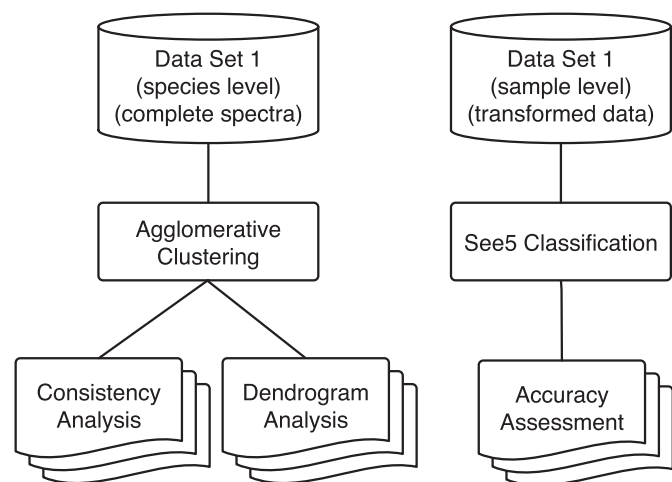 Data Set 1
(species level)
(complete spectra)
Data Set 1
(sample level)
(transformed data)
Agglomerative
Clustering
See5 Classification
Consistency
Analysis
Dendrogram
Analysis
Accuracy
Assessment